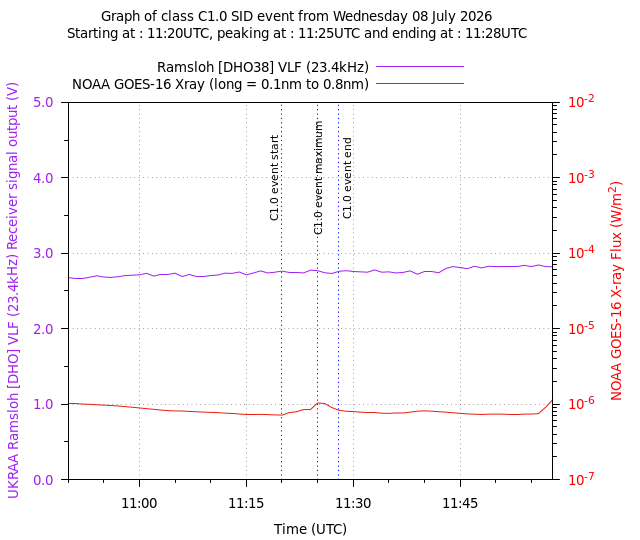 Graph of class C1.0 SID event from Wednesday 08 July 2026
Starting at : 11:20UTC, peaking at : 11:25UTC and ending at : 11:28UTC
Ramsloh [DHO38] VLF (23.4kHz)
NOAA GOES-16 Xray (long = 0.1nm to 0.8nm)
UKRAA Ramsloh [DHO] VLF (23.4kHz) Receiver signal output (V)
5.0
4.0
3.0
2.0
1.0
0.0
C1.0 event start
C1.0 event maximum
C1.0 event end
10^-2
10^-3
10^-4
10^-5
10^-6
10^-7
NOAA GOES-16 X-ray Flux (W/m²)
11:00
11:15
11:30
11:45
Time (UTC)